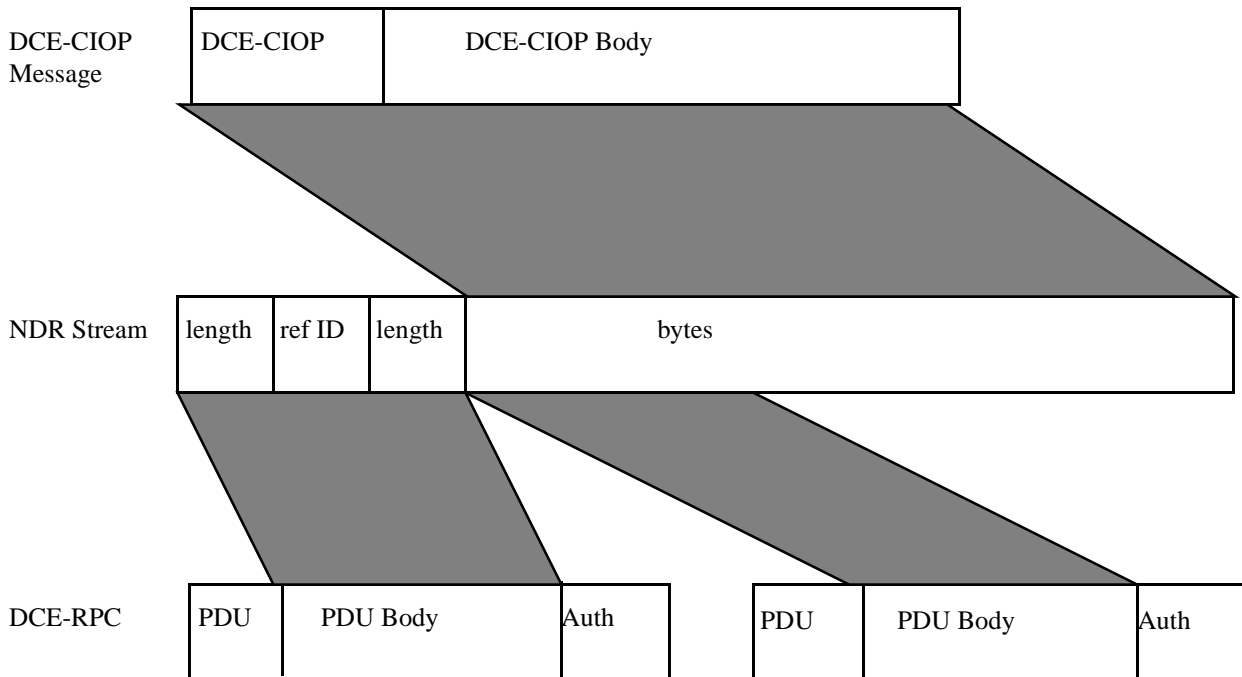 DCE-CIOP Message
DCE-CIOP
DCE-CIOP Body
NDR Stream
length
ref ID
length
bytes
DCE-RPC
PDU
PDU Body
Auth
PDU
PDU Body
Auth